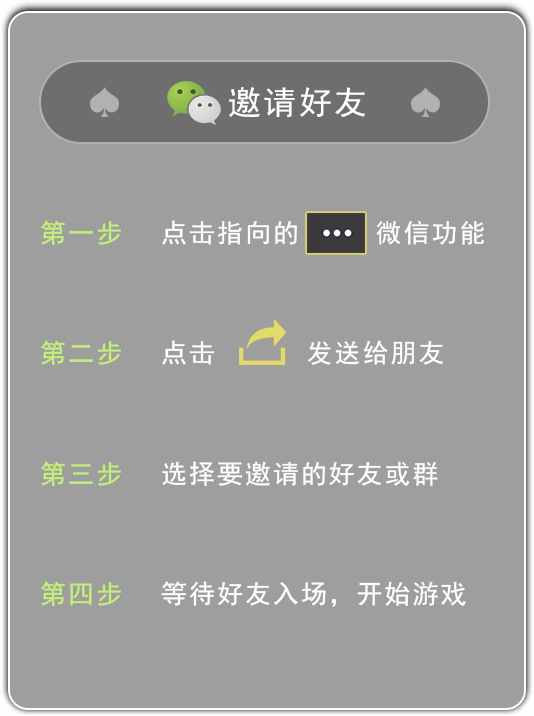 邀请好友
第一步 点击指向的 ••• 微信功能
第二步 点击 发送给朋友
第三步 选择要邀请的好友或群
第四步 等待好友入场，开始游戏